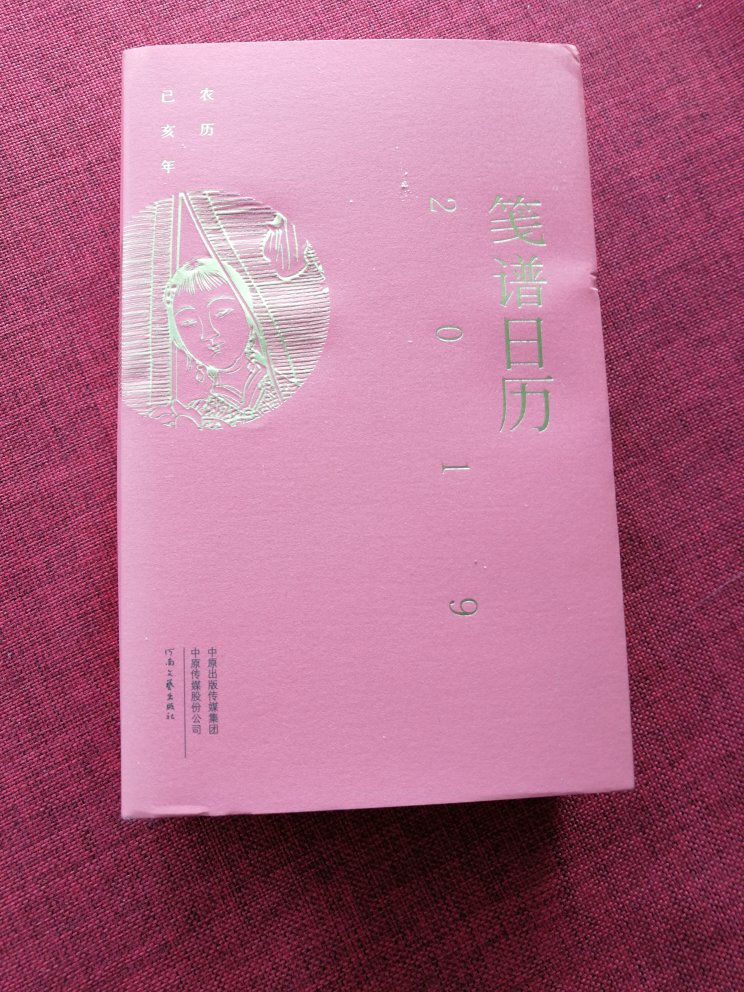 笺谱日历
2019
农历
己亥年
中原出版传媒集团
中原传媒股份公司
河南文艺出版社